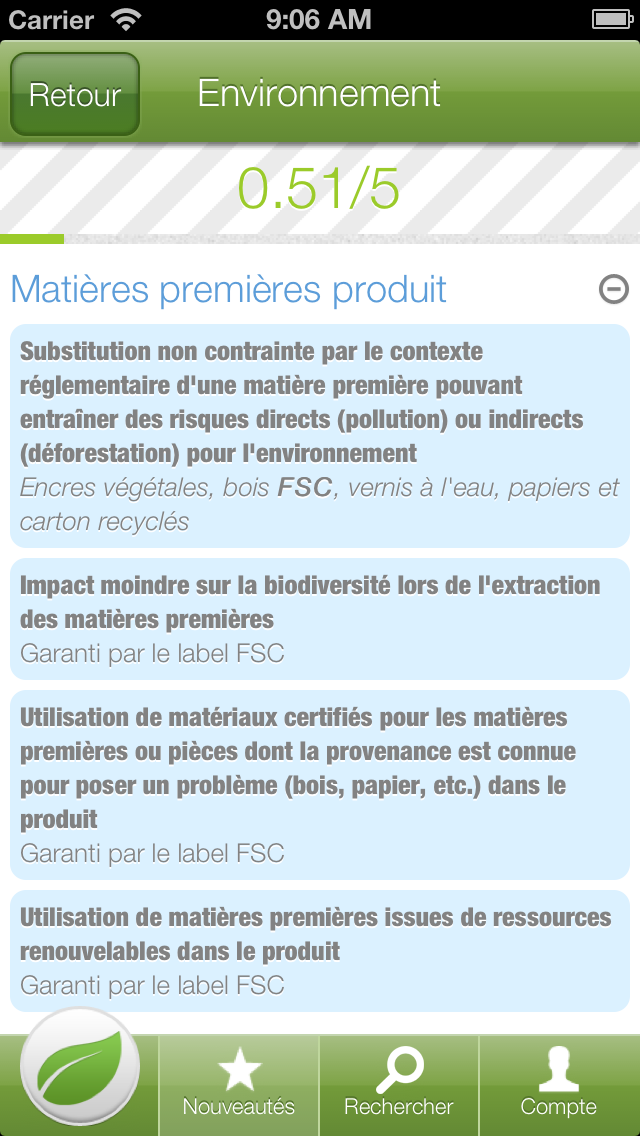 Carrier 9:06 AM
Retour Environnement
0.51/5
Matières premières produit
Substitution non contrainte par le contexte
réglementaire d'une matière première pouvant
entraîner des risques directs (pollution) ou indirects
(déforestation) pour l'environnement
Encres végétales, bois FSC, vernis à l'eau, papiers et
carton recyclés
Impact moindre sur la biodiversité lors de l'extraction
des matières premières
Garanti par le label FSC
Utilisation de matériaux certifiés pour les matières
premières ou pièces dont la provenance est connue
pour poser un problème (bois, papier, etc.) dans le
produit
Garanti par le label FSC
Utilisation de matières premières issues de ressources
renouvelables dans le produit
Garanti par le label FSC
Nouveautés Rechercher Compte